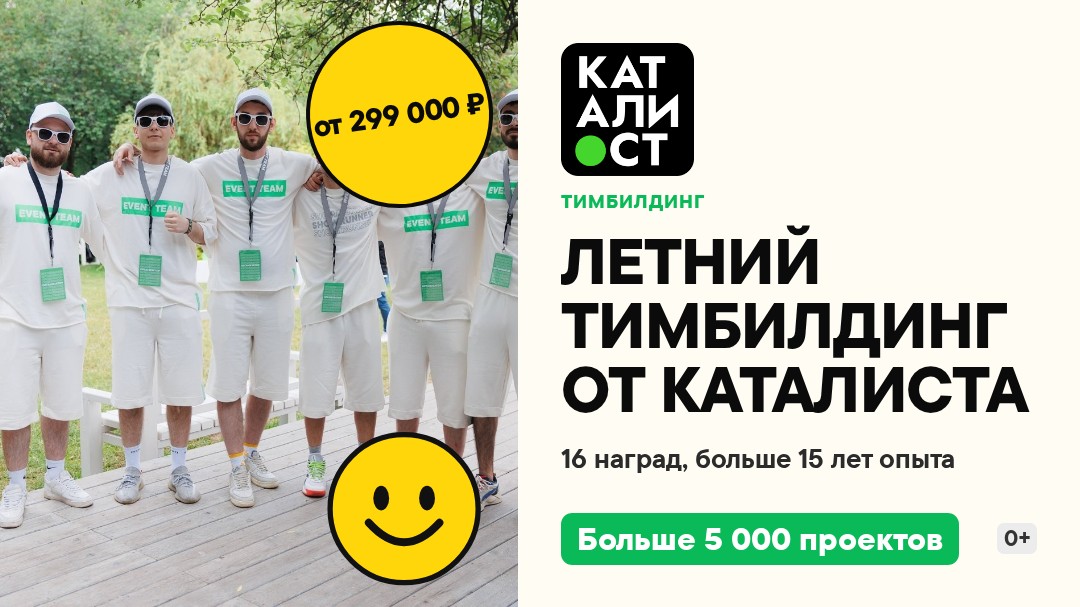 от 299 000 ₽
EVENT TEAM
EVENT TEAM
EVENT TEAM
EVENT TEAM
КАТ
АЛИ
СТ
ТИМБИЛДИНГ
ЛЕТНИЙ
ТИМБИЛДИНГ
ОТ КАТАЛИСТА
16 наград, больше 15 лет опыта
Больше 5 000 проектов
0+